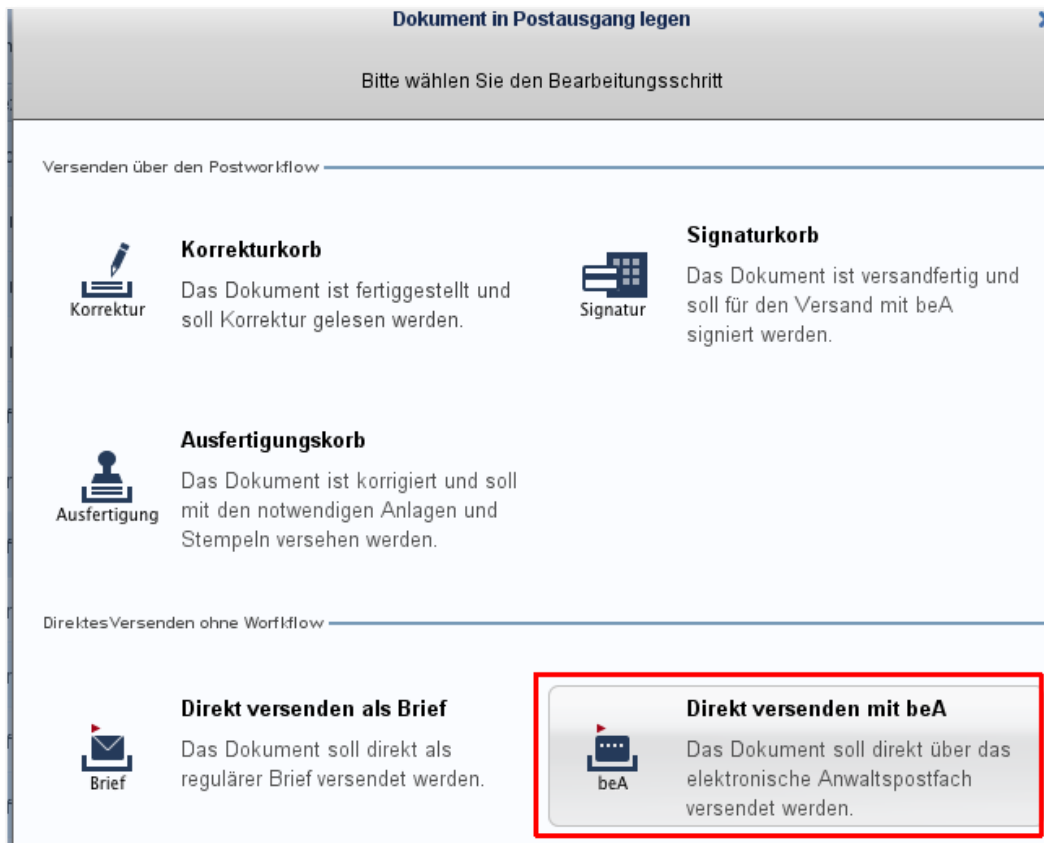 Dokument in Postausgang legen
Bitte wählen Sie den Bearbeitungsschritt
Versenden über den Postworkflow
Korrekturkorb
Das Dokument ist fertiggestellt und
soll Korrektur gelesen werden.
Korrektur
Signaturkorb
Das Dokument ist versandfertig und
soll für den Versand mit beA
signiert werden.
Signatur
Ausfertigungskorb
Das Dokument ist korrigiert und soll
mit den notwendigen Anlagen und
Stempeln versehen werden.
Ausfertigung
Direktes Versenden ohne Worfkflow
Direkt versenden als Brief
Das Dokument soll direkt als
regulärer Brief versendet werden.
Brief
Direkt versenden mit beA
Das Dokument soll direkt über das
elektronische Anwaltspostfach
versendet werden.
beA